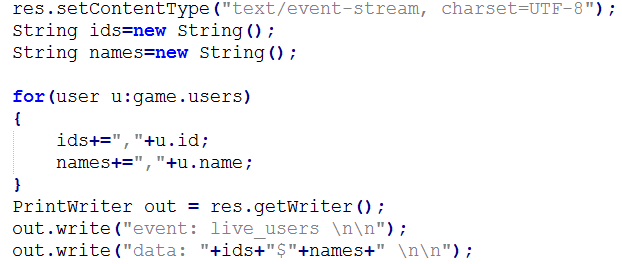 res.setContentType("text/event-stream, charset=UTF-8");
String ids=new String();
String names=new String();
for(user u:game.users)
{
ids+=","+u.id;
names+=","+u.name;
}
PrintWriter out = res.getWriter();
out.write("event: live_users \n\n");
out.write("data: "+ids+"$"+names+" \n\n");